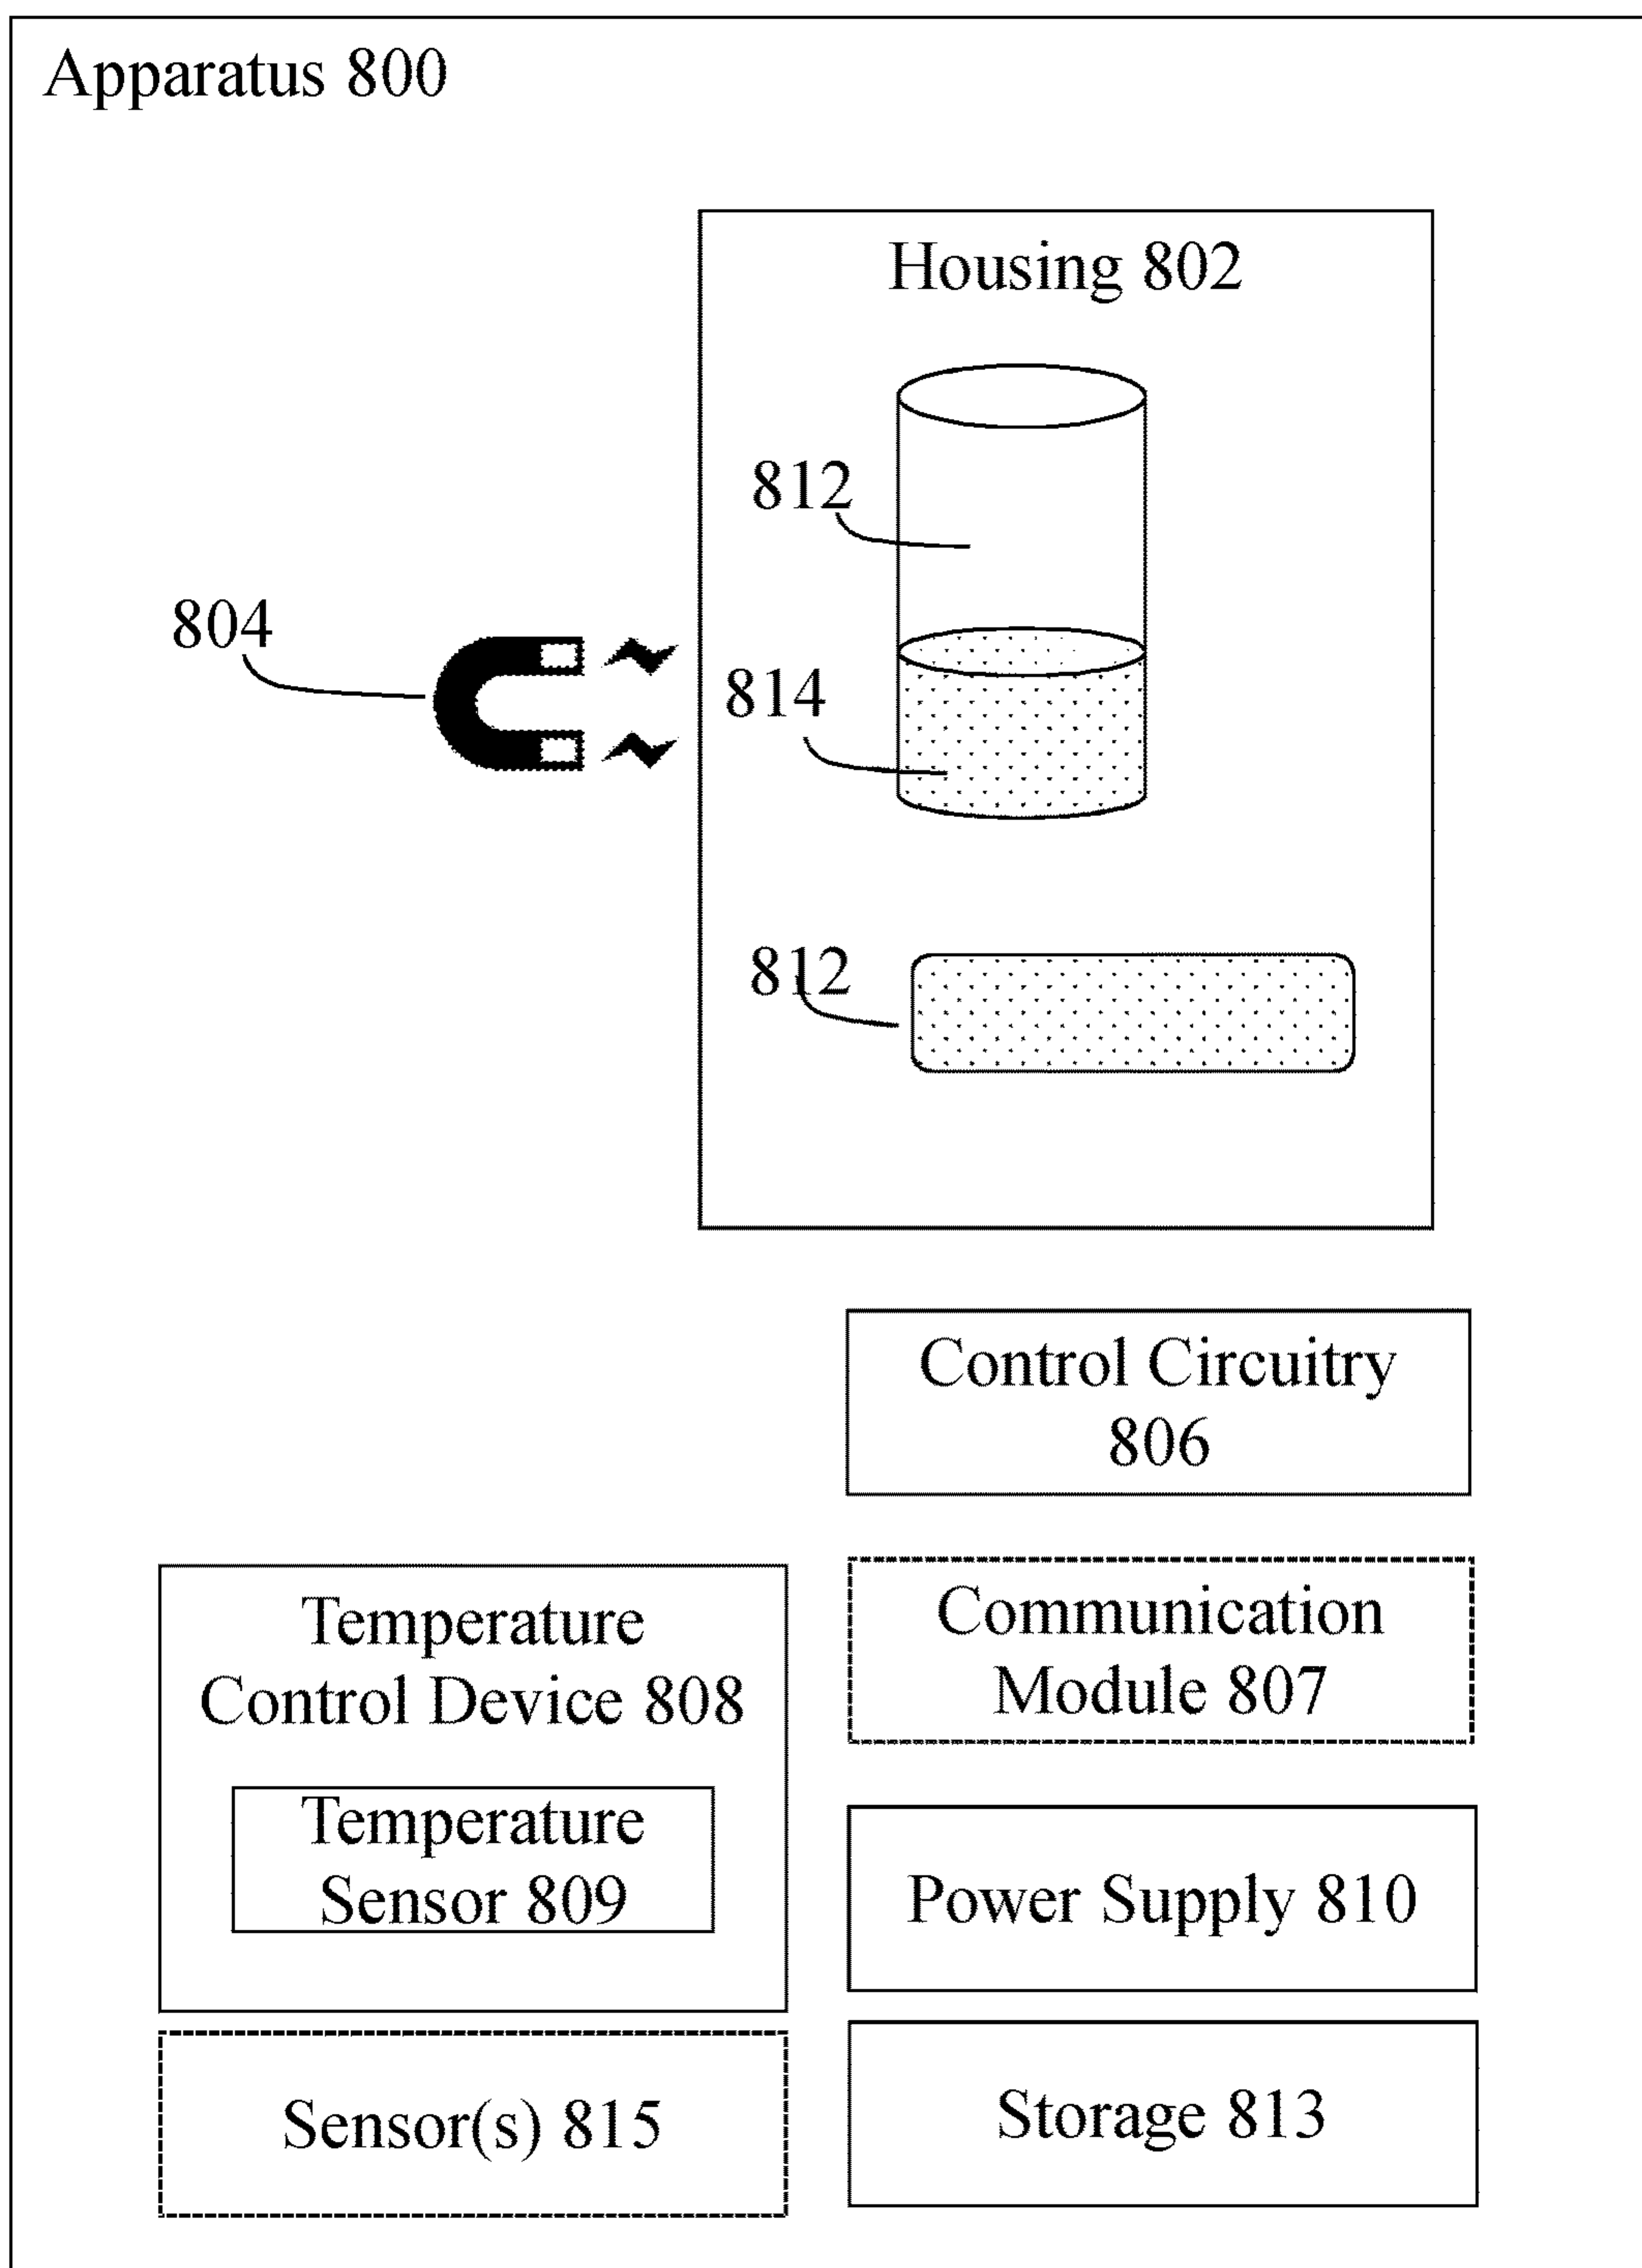 Apparatus 800
Housing 802
812
804
814
812
Control Circuitry
806
Temperature
Control Device 808
Temperature
Sensor 809
Communication
Module 807
Power Supply 810
Sensor(s) 815
Storage 813